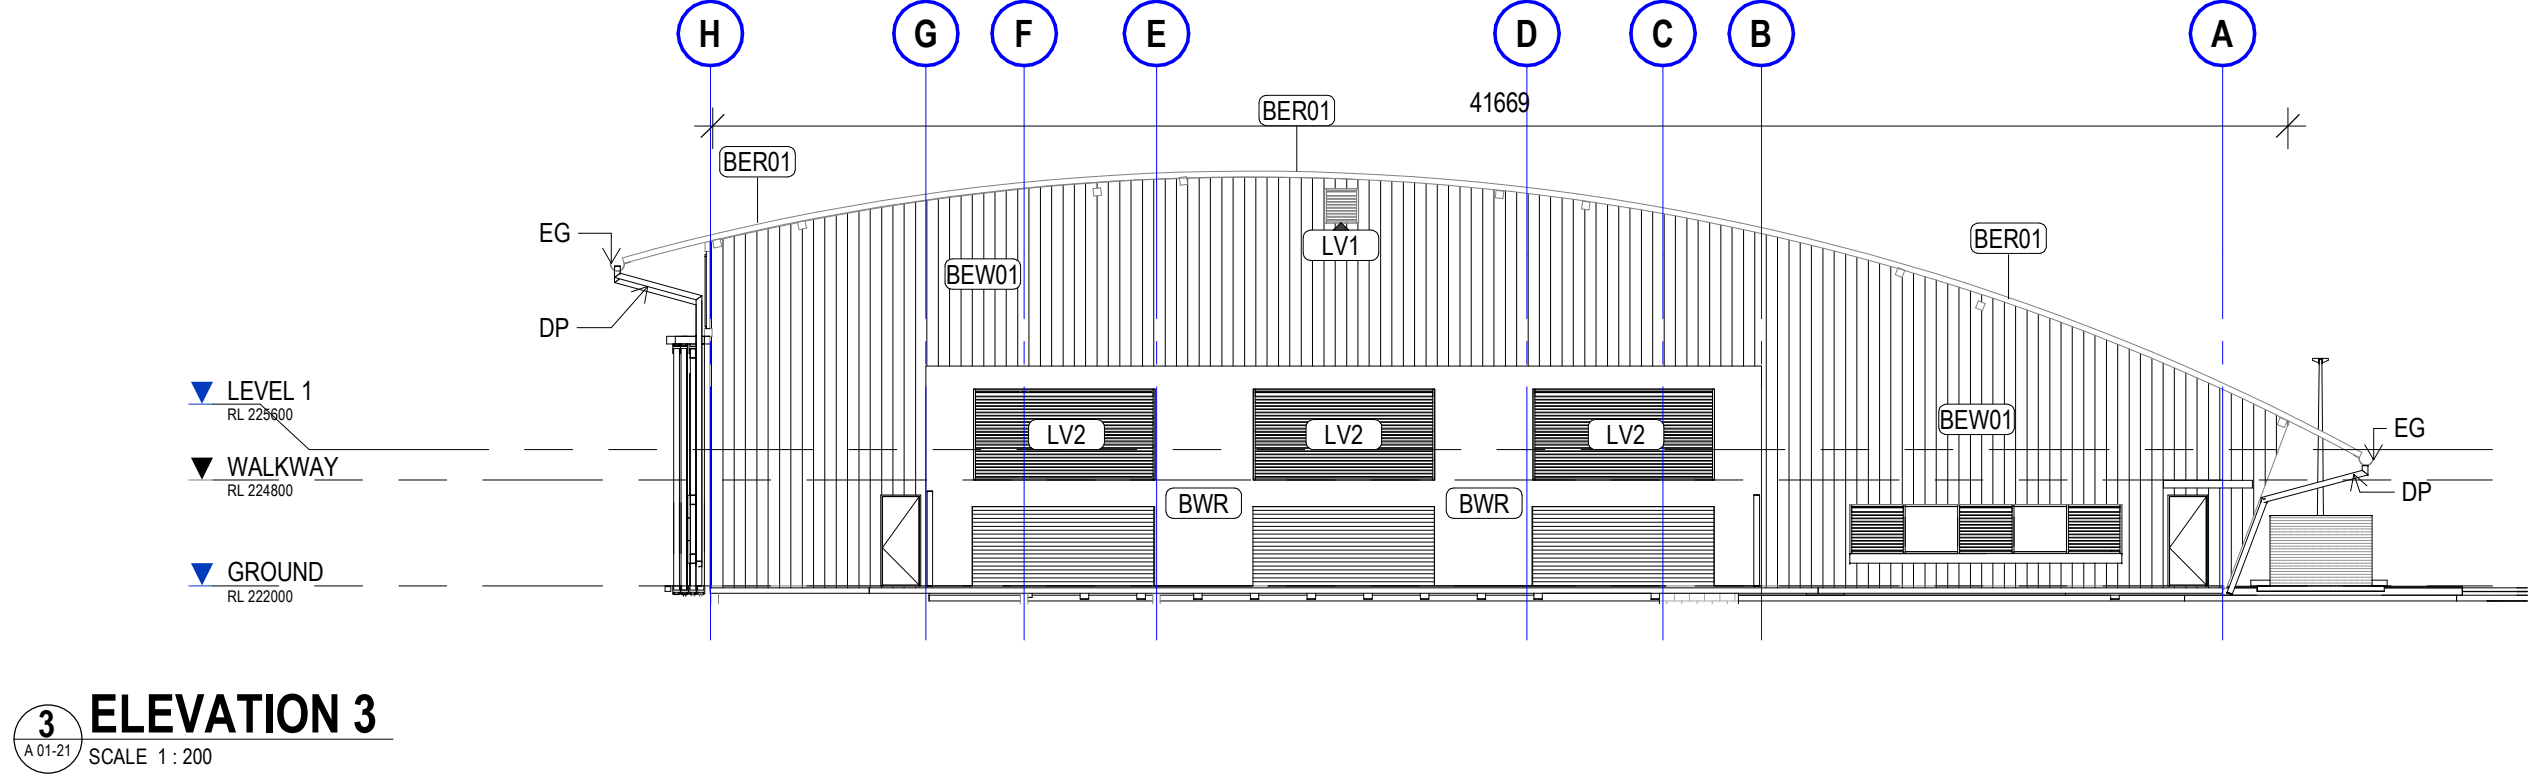 H G F E D C B A
41669
BER01
BER01
EG
BER01
LV1
BEW01
DP
LEVEL 1
RL 225600
BEW01
EG
LV2 LV2 LV2
WALKWAY
RL 224800
DP
BWR BWR
GROUND
RL 222000
3 ELEVATION 3
A 01-21 SCALE 1 : 200